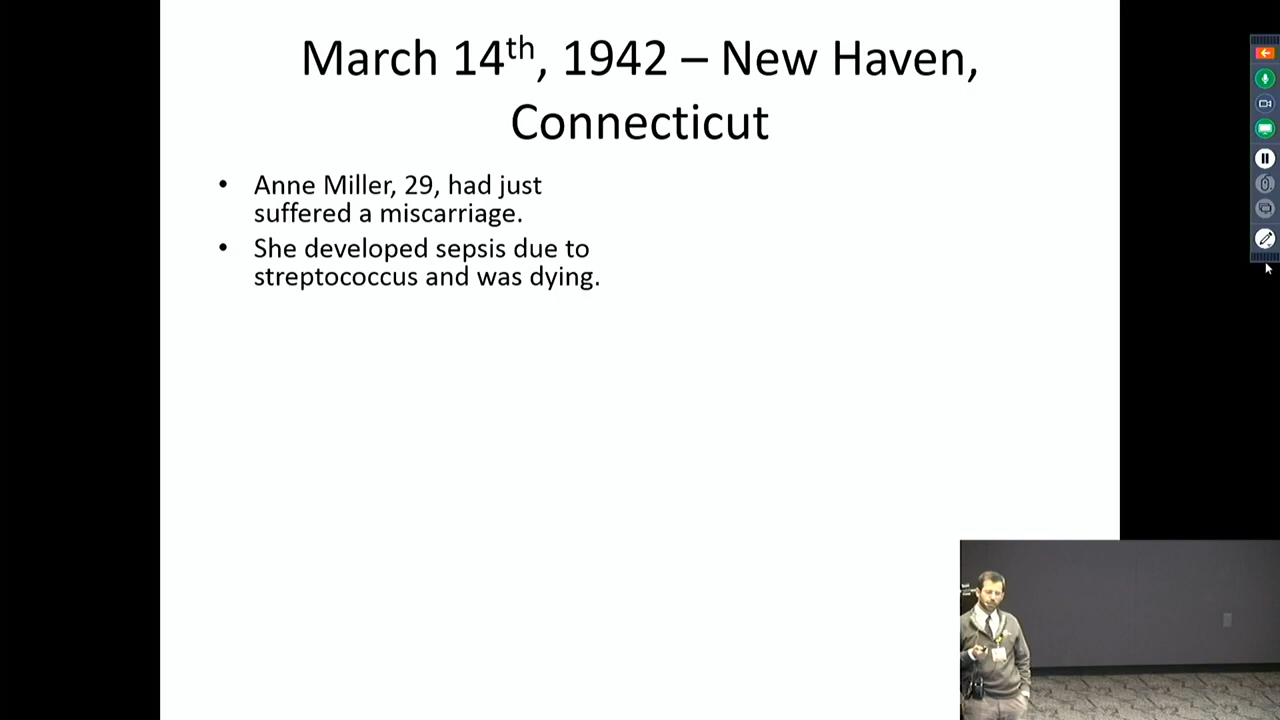 March 14th, 1942 – New Haven,
Connecticut
• Anne Miller, 29, had just
suffered a miscarriage.
• She developed sepsis due to
streptococcus and was dying.